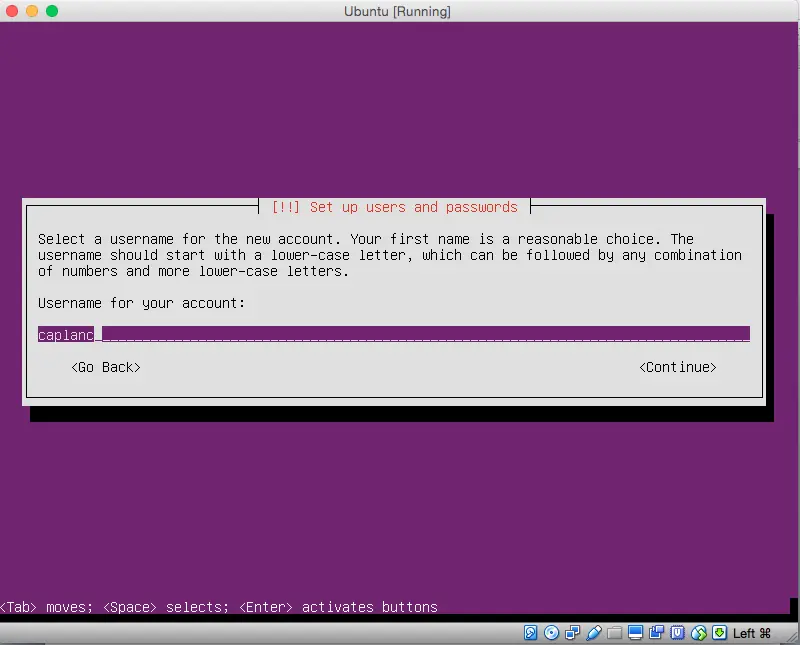 Ubuntu [Running]
[!!] Set up users and passwords
Select a username for the new account. Your first name is a reasonable choice. The
username should start with a lower-case letter, which can be followed by any combination
of numbers and more lower-case letters.
Username for your account:
caplanc
<Go Back> <Continue>
<Tab> moves; <Space> selects; <Enter> activates buttons
Left ⌘